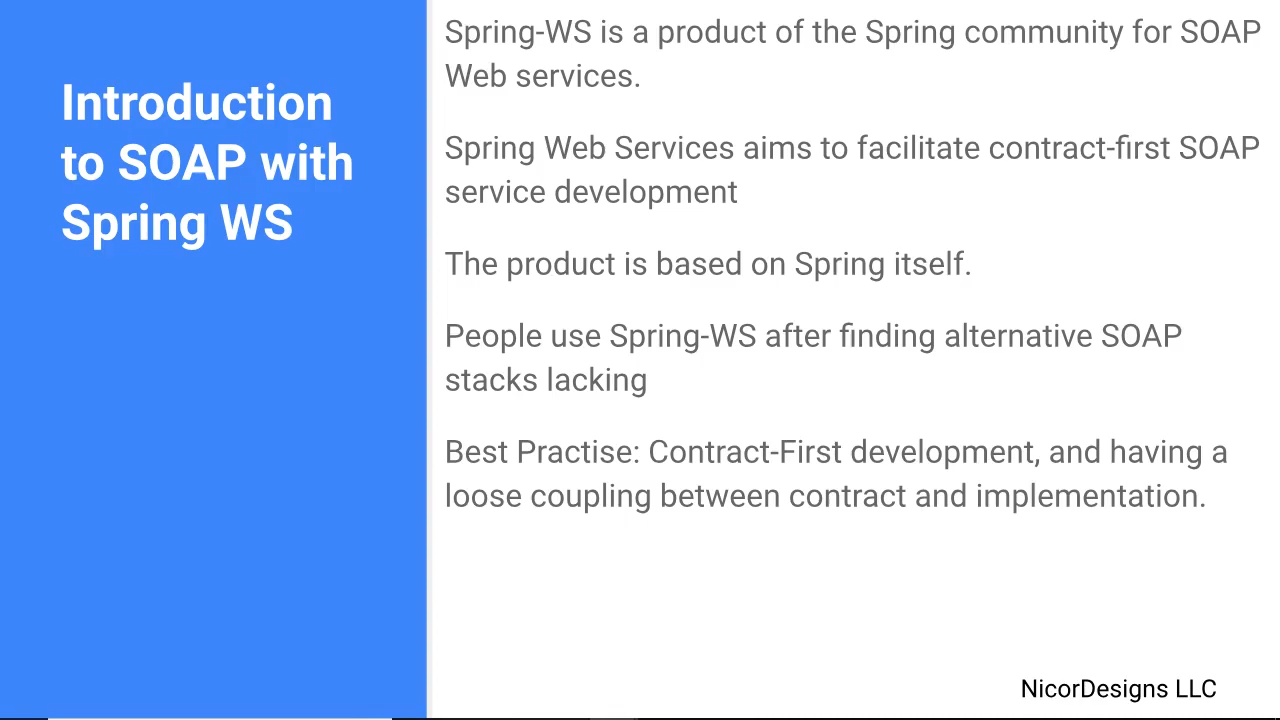 Introduction
to SOAP with
Spring WS
Spring-WS is a product of the Spring community for SOAP
Web services.
Spring Web Services aims to facilitate contract-first SOAP
service development
The product is based on Spring itself.
People use Spring-WS after finding alternative SOAP
stacks lacking
Best Practise: Contract-First development, and having a
loose coupling between contract and implementation.
NicorDesigns LLC